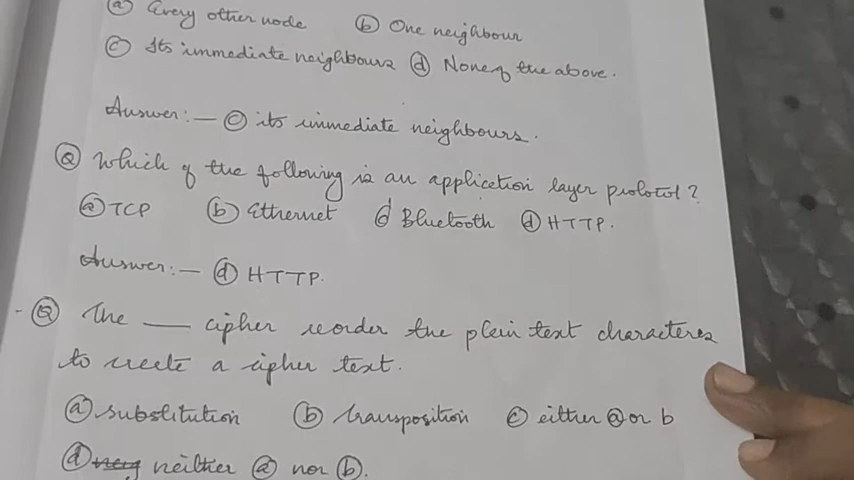 (a) Every other node (b) One neighbour
(c) Its immediate neighbours (d) None of the above.
Answer:— (c) its immediate neighbours.
(Q) Which of the following is an application layer protocol?
(a) TCP (b) Ethernet (c) Bluetooth (d) HTTP.
Answer:— (d) HTTP.
(Q) The ___ cipher reorder the plain text characters
to create a cipher text.
(a) substitution (b) transposition (c) either (a) or b
(d) neither (a) nor (b).